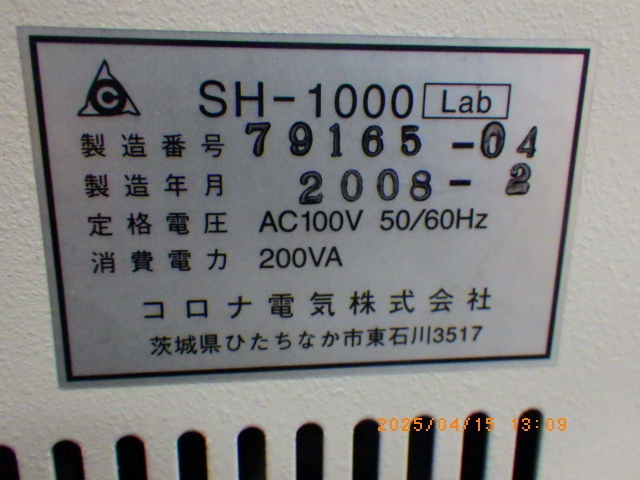 C
SH-1000 Lab
製造番号 79165-04
製造年月 2008-2
定格電圧 AC100V 50/60Hz
消費電力 200VA
コロナ電気株式会社
茨城県ひたちなか市東石川3517
2025/04/15 13:09